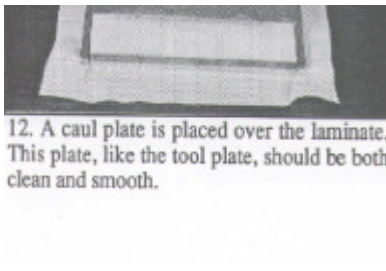 12. A caul plate is placed over the laminate.
This plate, like the tool plate, should be both
clean and smooth.